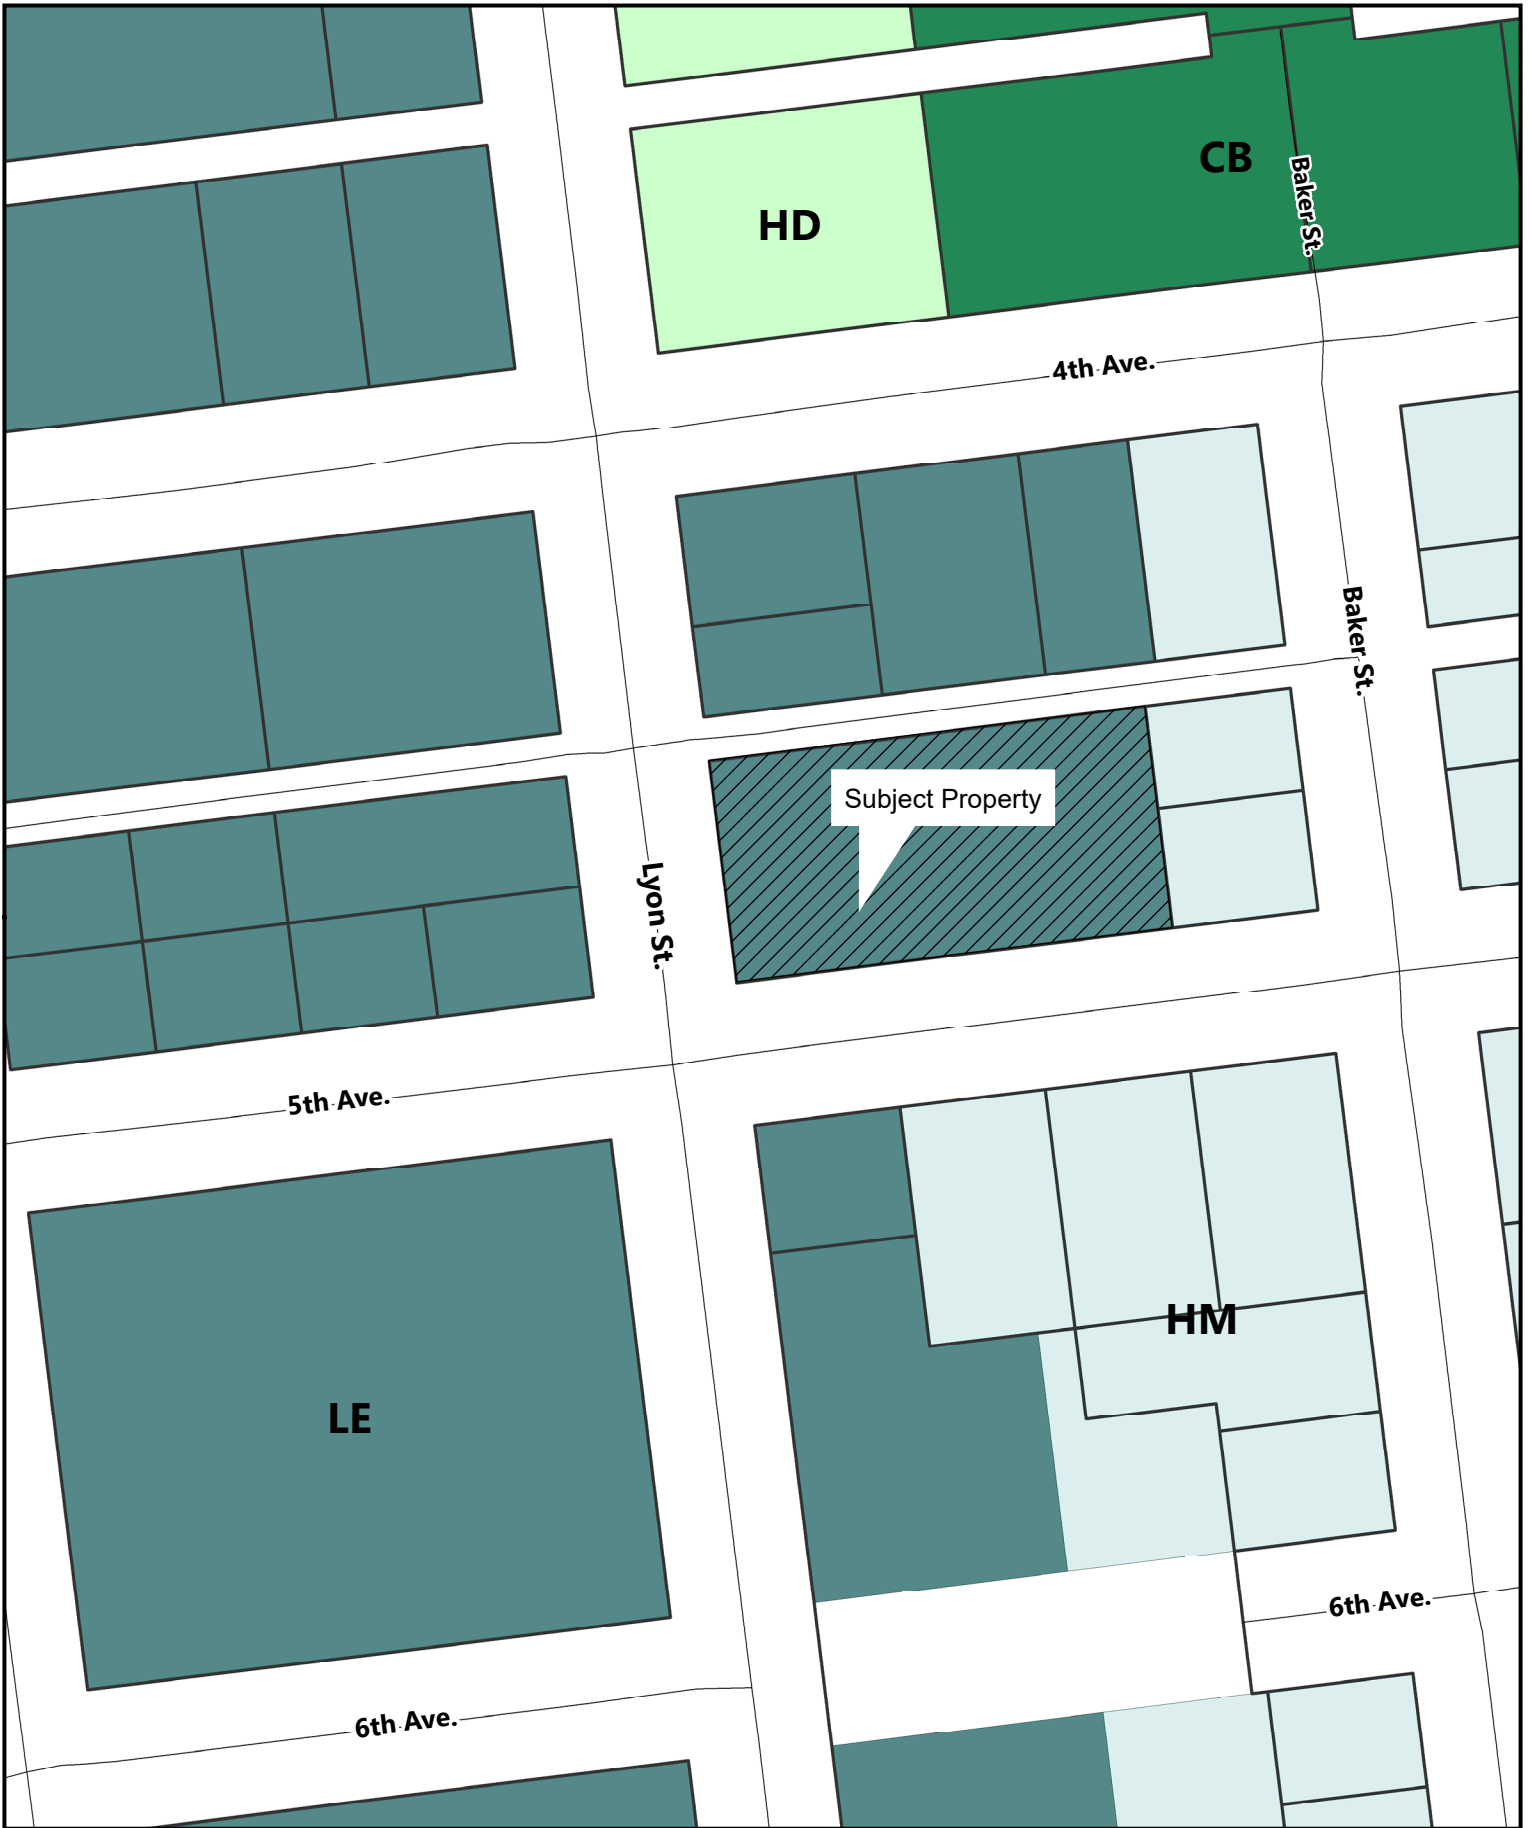 CB
Baker St.
HD
4th Ave.
Baker St.
Subject Property
Lyon St.
5th Ave.
HM
LE
6th Ave.
6th Ave.